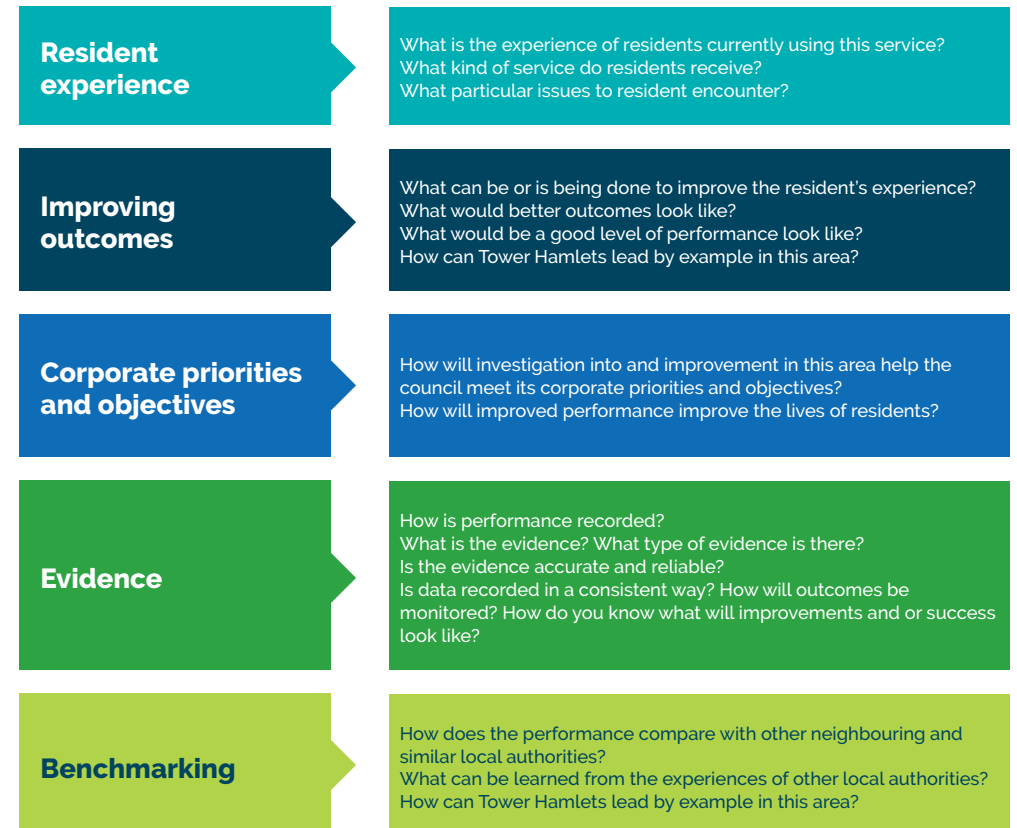 Resident
experience
What is the experience of residents currently using this service?
What kind of service do residents receive?
What particular issues to resident encounter?
Improving
outcomes
What can be or is being done to improve the resident's experience?
What would better outcomes look like?
What would be a good level of performance look like?
How can Tower Hamlets lead by example in this area?
Corporate priorities
and objectives
How will investigation into and improvement in this area help the
council meet its corporate priorities and objectives?
How will improved performance improve the lives of residents?
Evidence
How is performance recorded?
What is the evidence? What type of evidence is there?
Is the evidence accurate and reliable?
Is data recorded in a consistent way? How will outcomes be
monitored? How do you know what will improvements and or success
look like?
Benchmarking
How does the performance compare with other neighbouring and
similar local authorities?
What can be learned from the experiences of other local authorities?
How can Tower Hamlets lead by example in this area?